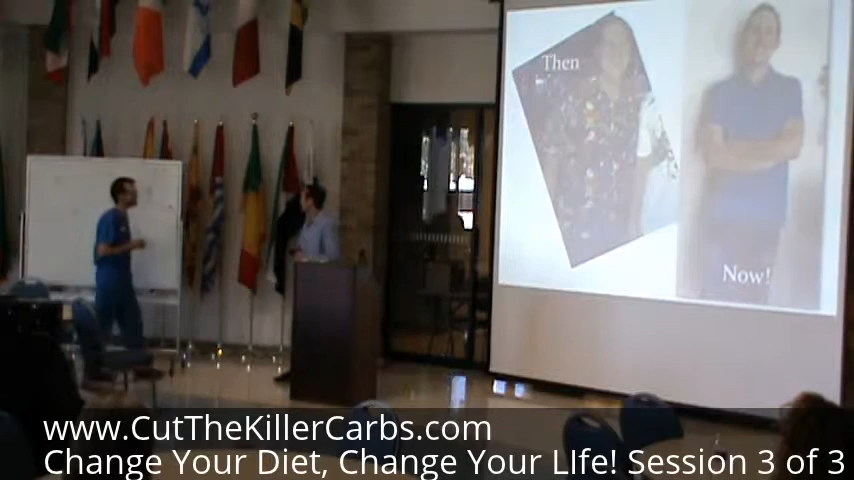 Then
Now!
www.CutTheKillerCarbs.com
Change Your Diet, Change Your LIfe! Session 3 of 3